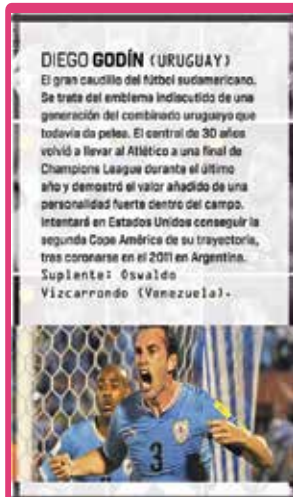 DIEGO GODÍN (URUGUAY)
El gran caudillo del fútbol sudamericano.
Se trata del emblema indiscutido de una
generación del combinado uruguayo que
todavía da pelea. El central de 30 años
volvió a llevar al Atlético a una final de
Champions League durante el último
año y demostró el valor añadido de una
personalidad fuerte dentro del campo.
Intentará en Estados Unidos conseguir la
segunda Copa América de su trayectoria,
tras coronarse en el 2011 en Argentina.
Suplente: Oswaldo
Vizcarrondo (Venezuela).
3